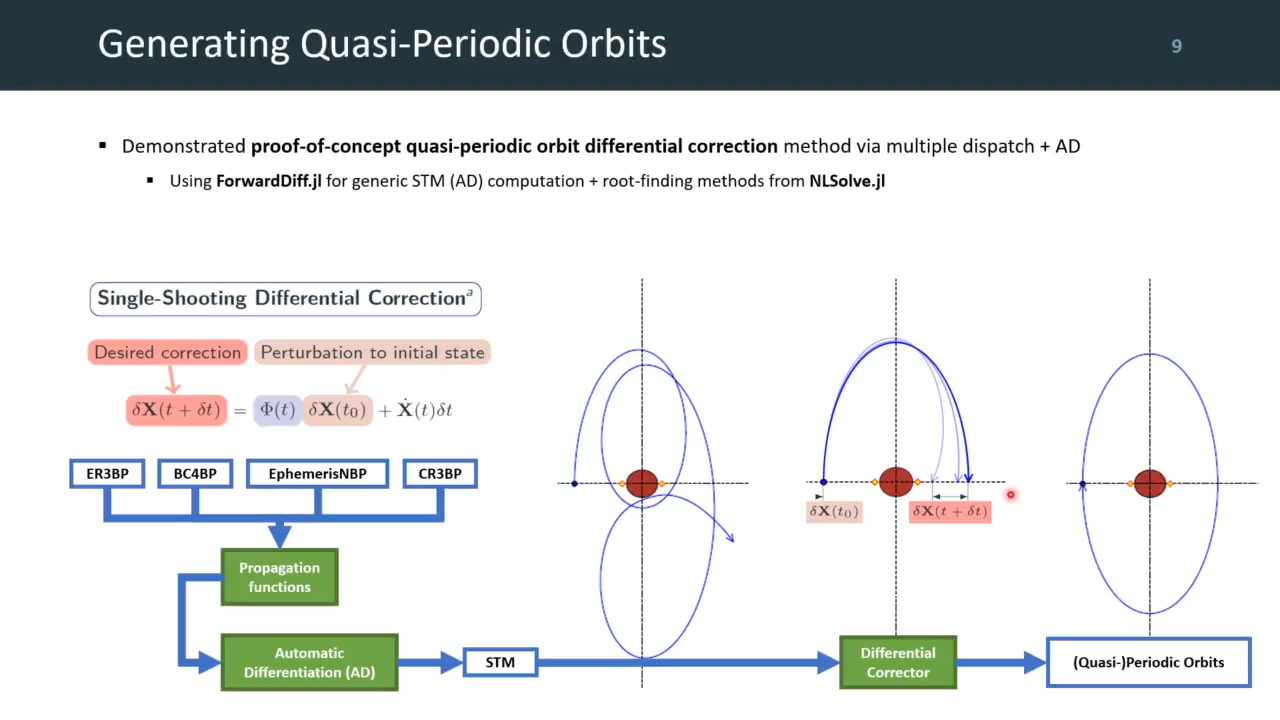 Generating Quasi-Periodic Orbits
9
▪ Demonstrated proof-of-concept quasi-periodic orbit differential correction method via multiple dispatch + AD
▪ Using ForwardDiff.jl for generic STM (AD) computation + root-finding methods from NLSolve.jl
Single-Shooting Differential Correctionᵃ
Desired correction
Perturbation to initial state
δX(t + δt) = Φ(t) δX(t₀) + Ẋ(t)δt
ER3BP
BC4BP
EphemerisNBP
CR3BP
Propagation
functions
Automatic
Differentiation (AD)
STM
δX(t₀)
δX(t + δt)
Differential
Corrector
(Quasi-)Periodic Orbits